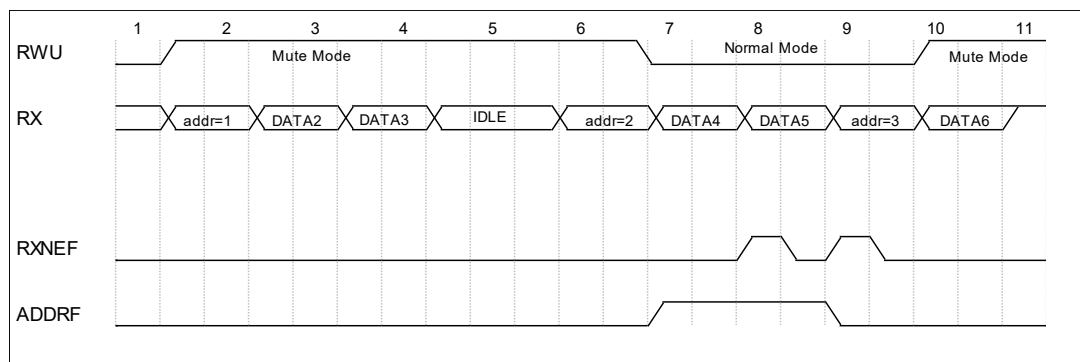 1 2 3 4 5 6 7 8 9 10 11
RWU Mute Mode Normal Mode Mute Mode
RX addr=1 DATA2 DATA3 IDLE addr=2 DATA4 DATA5 addr=3 DATA6
RXNEF
ADDRF